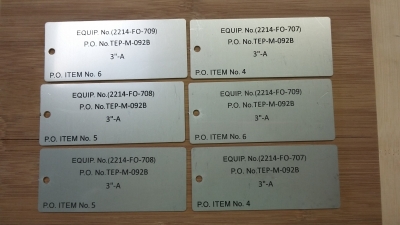 EQUIP. No.(2214-FO-709)
P.O. No.TEP-M-092B
3"-A
P.O. ITEM No. 6
EQUIP. No.(2214-FO-707)
P.O. No.TEP-M-092B
3"-A
P.O. ITEM No. 4
EQUIP. No.(2214-FO-708)
P.O. No.TEP-M-092B
3"-A
P.O. ITEM No. 5
EQUIP. No.(2214-FO-709)
P.O. No.TEP-M-092B
3"-A
P.O. ITEM No. 6
EQUIP. No.(2214-FO-708)
P.O. No.TEP-M-092B
3"-A
P.O. ITEM No. 5
EQUIP. No.(2214-FO-707)
P.O. No.TEP-M-092B
3"-A
P.O. ITEM No. 4